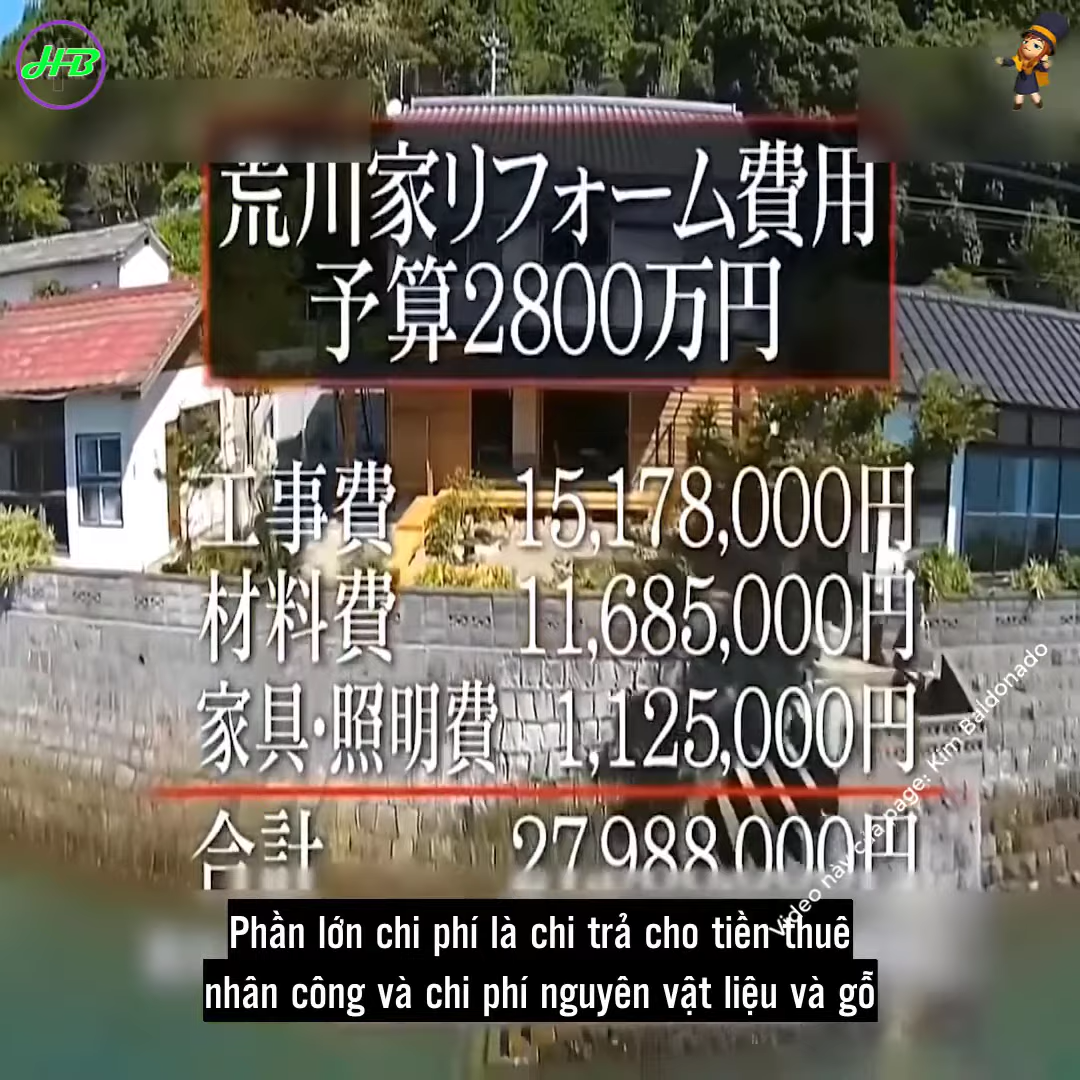 HB
荒川家リフォーム費用
予算2800万円
工事費 15,178,000円
材料費 11,685,000円
家具・照明費 1,125,000円
合計 27,988,000円
Video này của page: Kim Baldonado
Phần lớn chi phí là chi trả cho tiền thuê
nhân công và chi phí nguyên vật liệu và gỗ